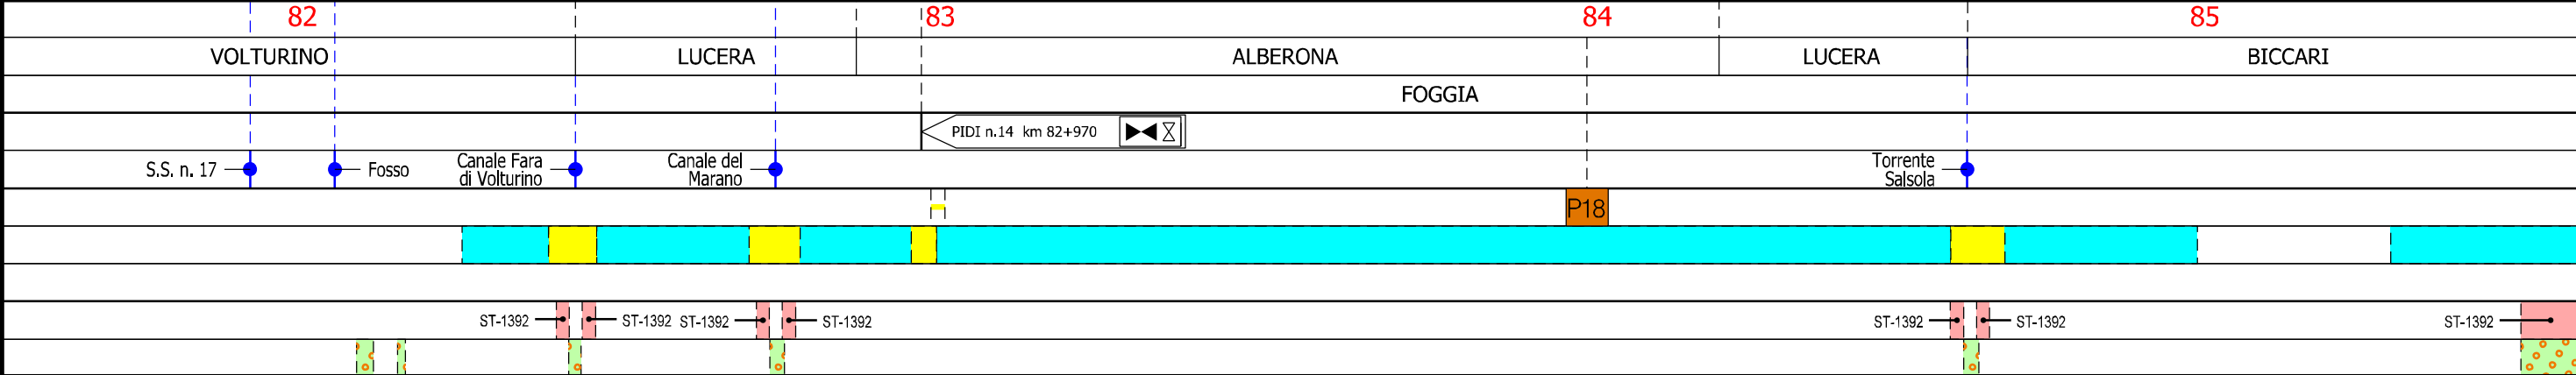 82 83 84 85
VOLTURINO LUCERA ALBERONA LUCERA BICCARI
FOGGIA
PIDI n.14 km 82+970
S.S. n. 17
Fosso
Canale Fara
di Volturino
Canale del
Marano
Torrente
Salsola
P18
ST-1392 ST-1392 ST-1392 ST-1392 ST-1392 ST-1392 ST-1392